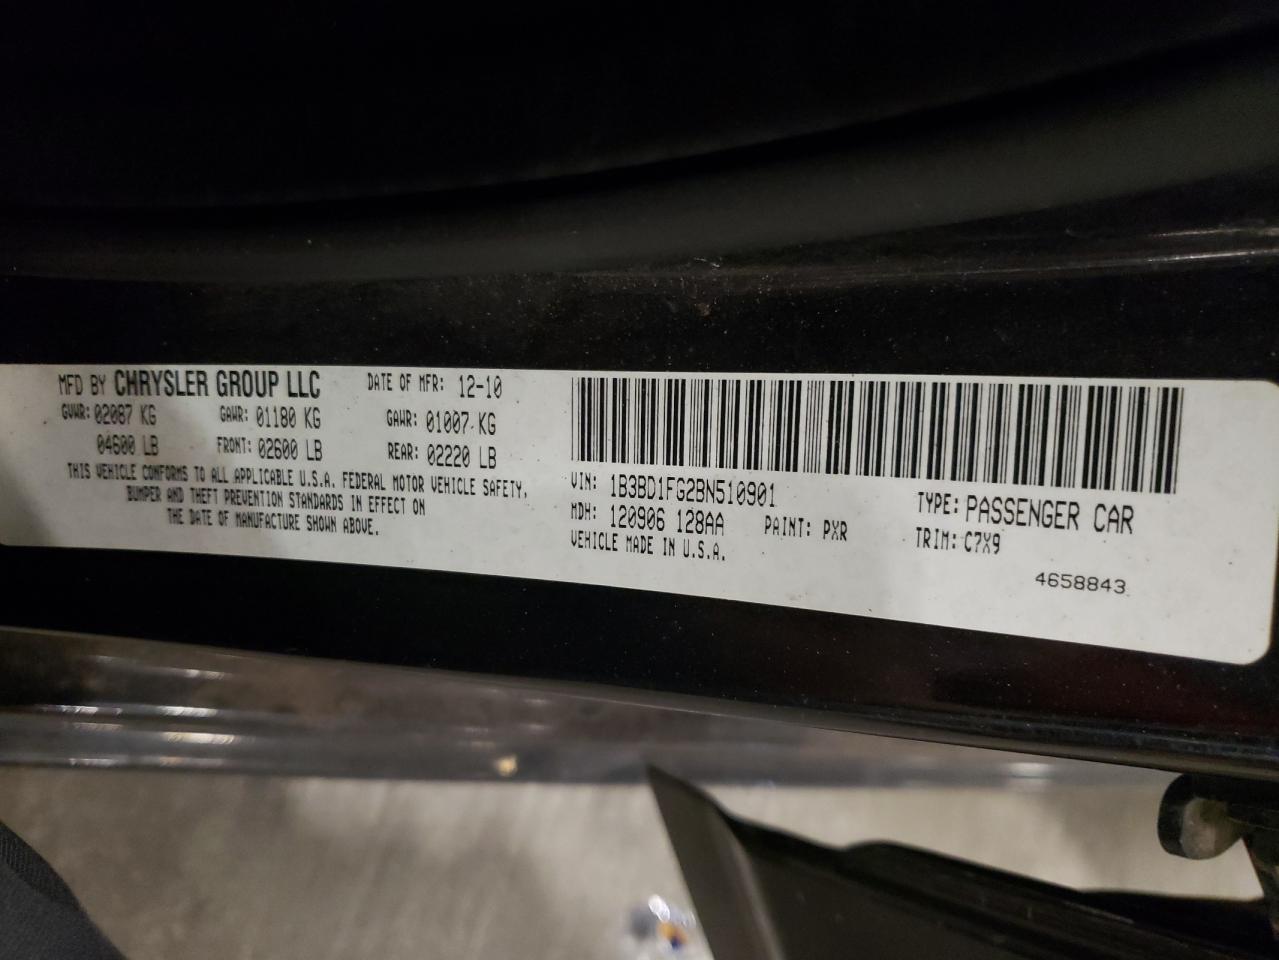 MFD BY CHRYSLER GROUP LLC DATE OF MFR: 12-10
GVWR: 02087 KG GAWR: 01180 KG GAWR: 01007 KG
04600 LB FRONT: 02600 LB REAR: 02220 LB
THIS VEHICLE CONFORMS TO ALL APPLICABLE U.S.A. FEDERAL MOTOR VEHICLE SAFETY,
BUMPER AND THEFT PREVENTION STANDARDS IN EFFECT ON
THE DATE OF MANUFACTURE SHOWN ABOVE.
VIN: 1B3BD1FG2BN510901 TYPE: PASSENGER CAR
MDH: 120906 128AA PAINT: PXR TRIM: C7X9
VEHICLE MADE IN U.S.A.
4658843